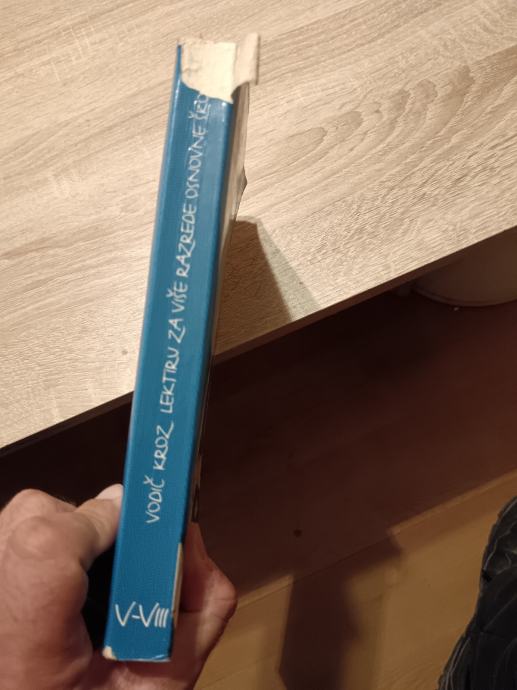 VODIČ KROZ LEKTIRU ZA VIŠE RAZREDE OSNOVNE
V-VIII